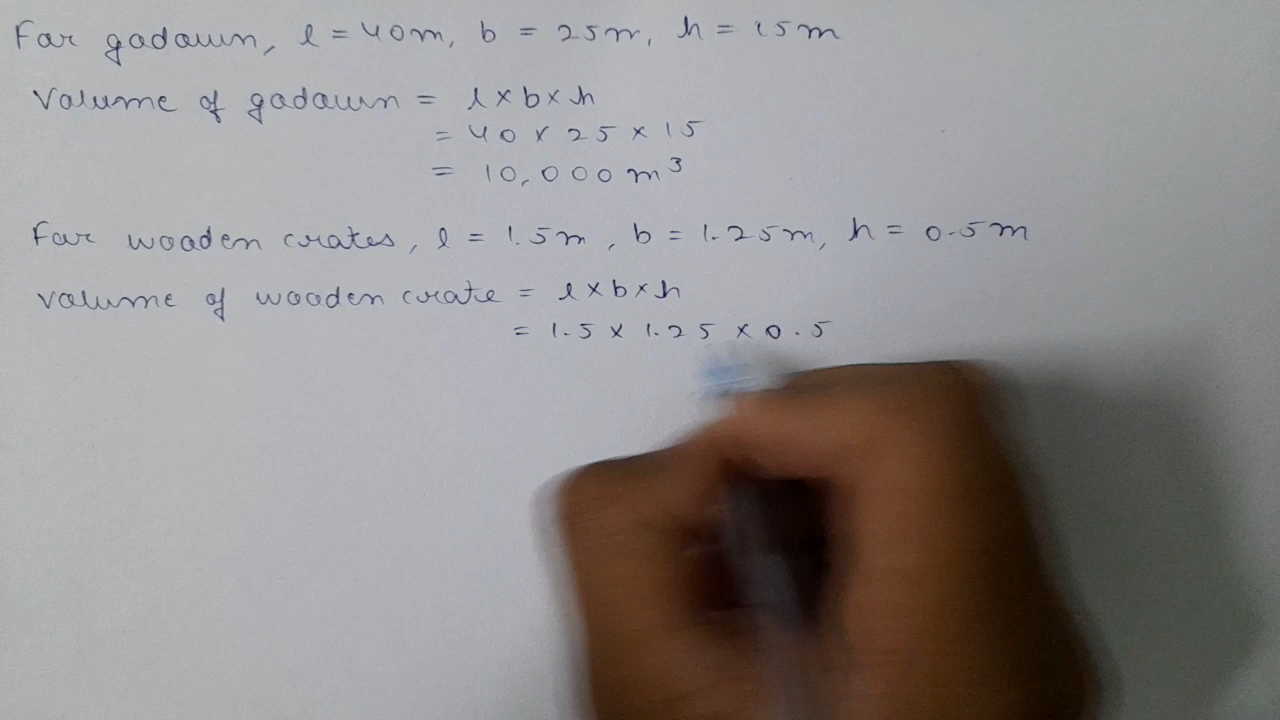 For godown, l = 40m, b = 25m, h = 15m
Volume of godown = l × b × h
= 40 × 25 × 15
= 10,000 m³
For wooden crates, l = 1.5m, b = 1.25m, h = 0.5m
Volume of wooden crate = l × b × h
= 1.5 × 1.25 × 0.5